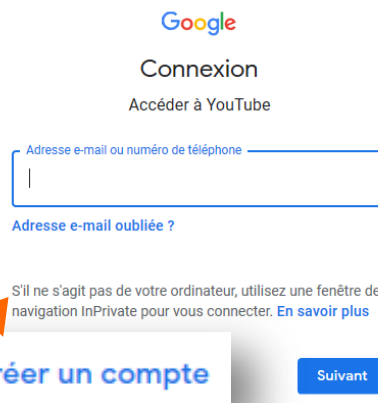 Google
Connexion
Accéder à YouTube
Adresse e-mail ou numéro de téléphone
Adresse e-mail oubliée ?
S'il ne s'agit pas de votre ordinateur, utilisez une fenêtre de
navigation InPrivate pour vous connecter. En savoir plus
réer un compte
Suivant